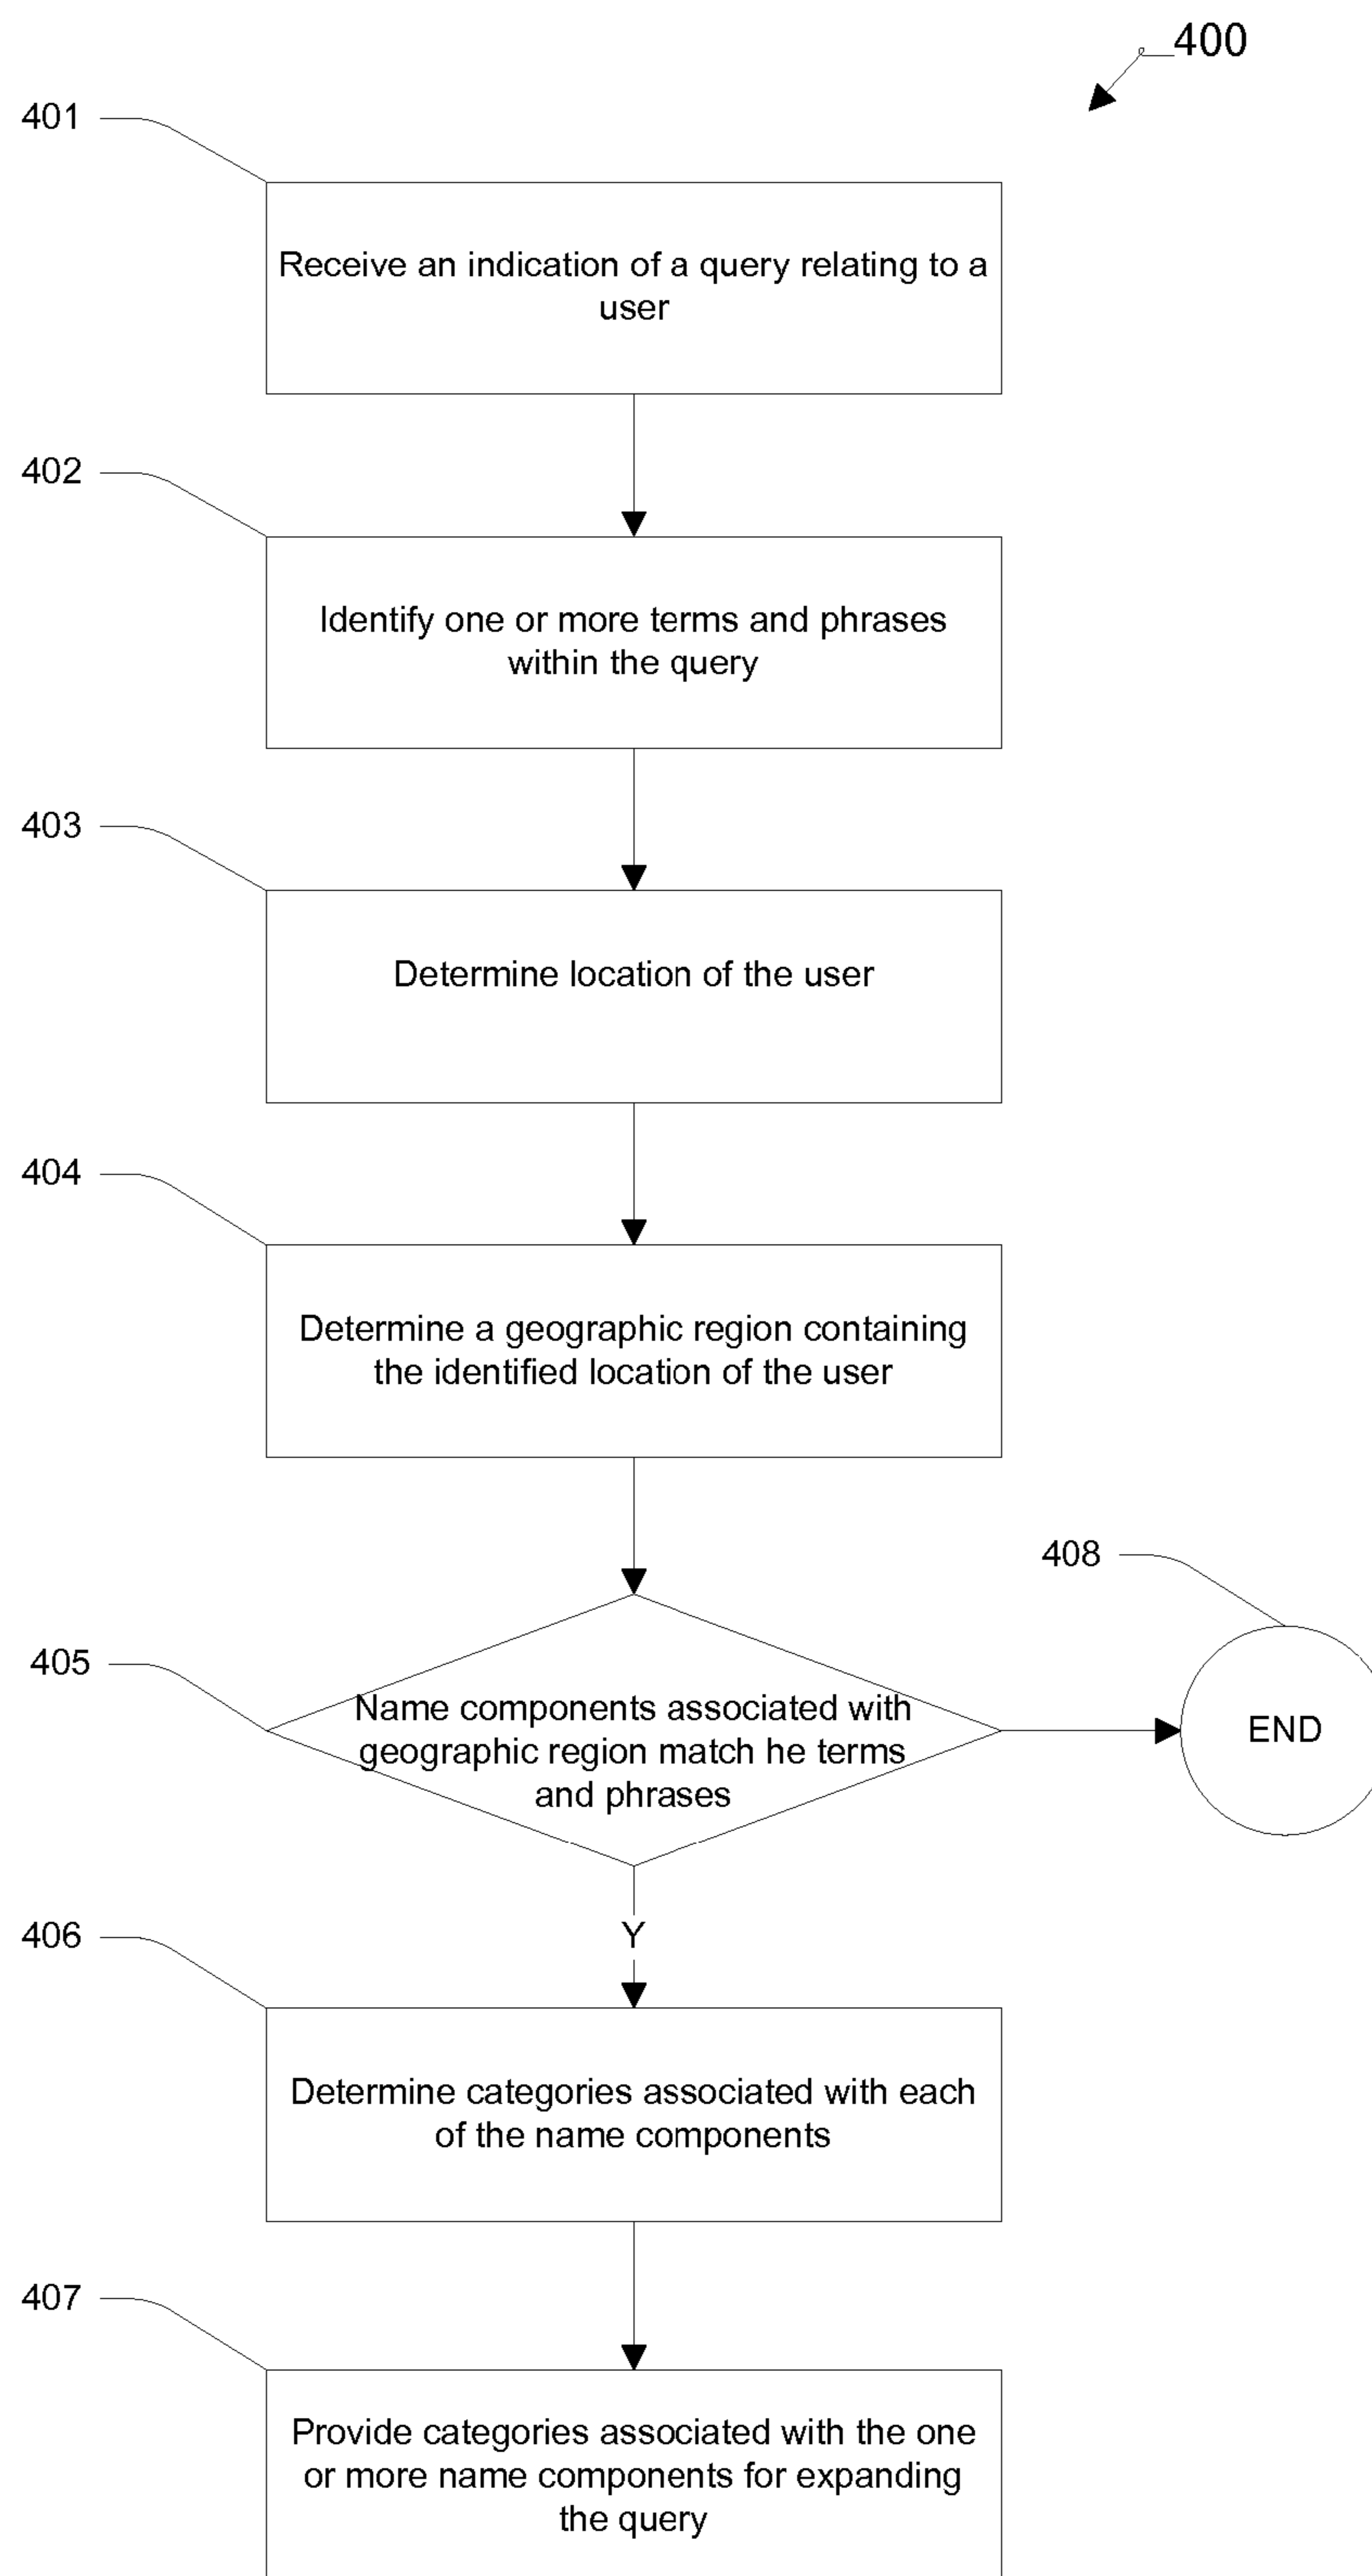 400
401
Receive an indication of a query relating to a
user
402
Identify one or more terms and phrases
within the query
403
Determine location of the user
404
Determine a geographic region containing
the identified location of the user
408
405
Name components associated with
geographic region match he terms
and phrases
END
Y
406
Determine categories associated with each
of the name components
407
Provide categories associated with the one
or more name components for expanding
the query